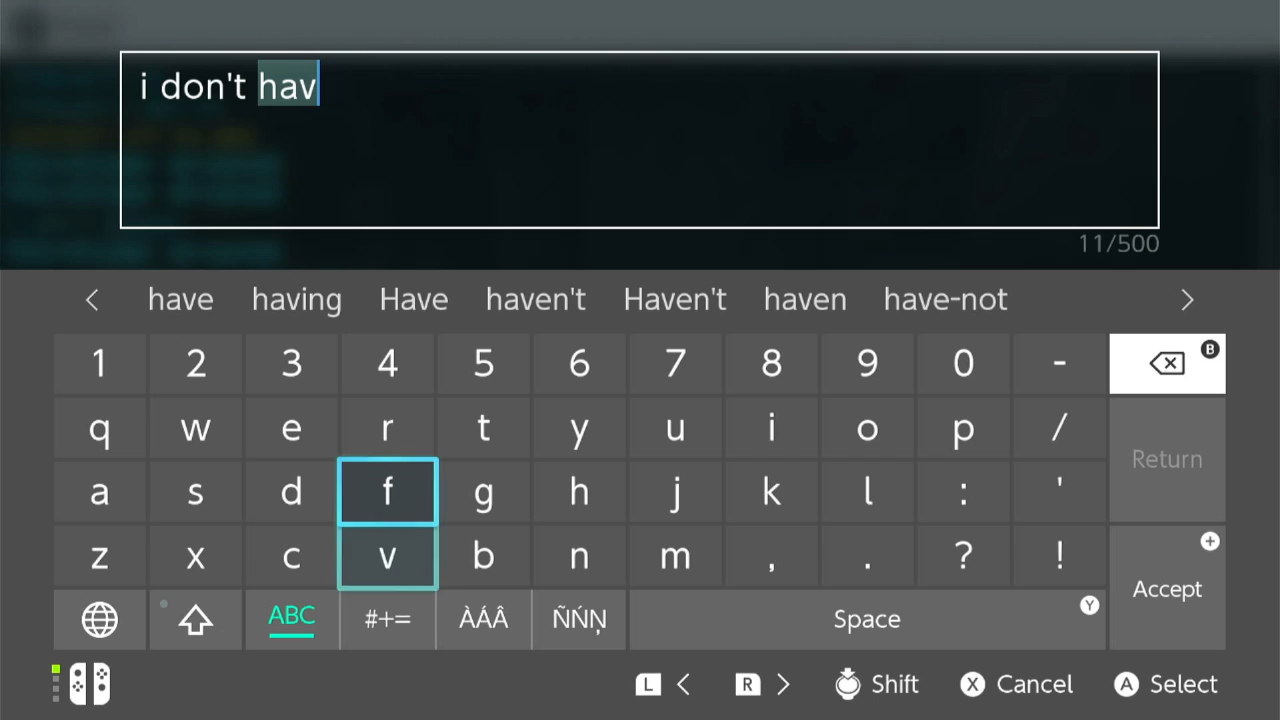 i don't hav
11/500
< have having Have haven't Haven't haven have-not >
1 2 3 4 5 6 7 8 9 0 - B
q w e r t y u i o p /
Return
a s d f g h j k l : '
z x c v b n m , . ? ! +
Accept
ABC #+= ÀÁÂ ÑŃŅ Space Y
L < R > Shift X Cancel A Select